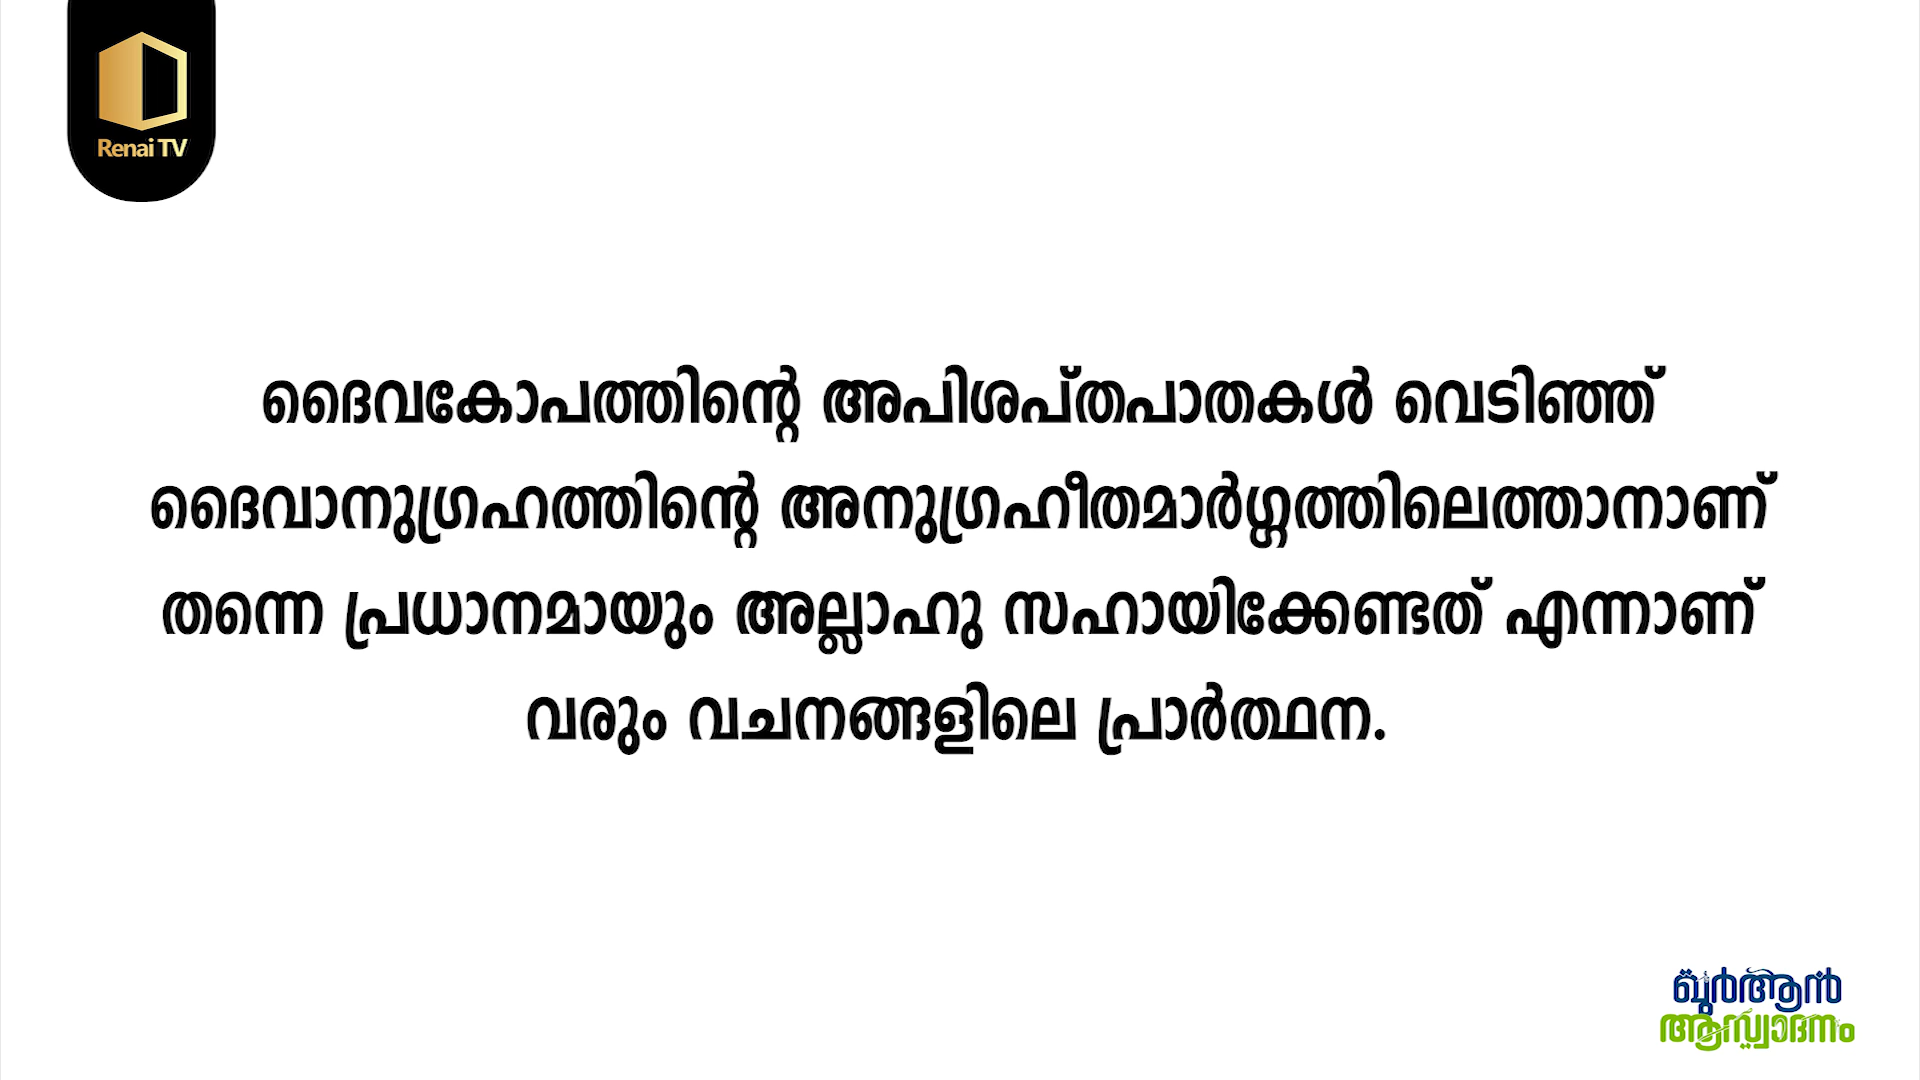 Renai TV
ദൈവകോപത്തിന്റെ അപിശപ്തപാതകൾ വെടിഞ്ഞ്
ദൈവാനുഗ്രഹത്തിന്റെ അനുഗ്രഹീതമാർഗ്ഗത്തിലെത്താനാണ്
തന്നെ പ്രധാനമായും അല്ലാഹു സഹായിക്കേണ്ടത് എന്നാണ്
വരും വചനങ്ങളിലെ പ്രാർത്ഥന.
ഖുർആൻ
ആസ്വാദനം